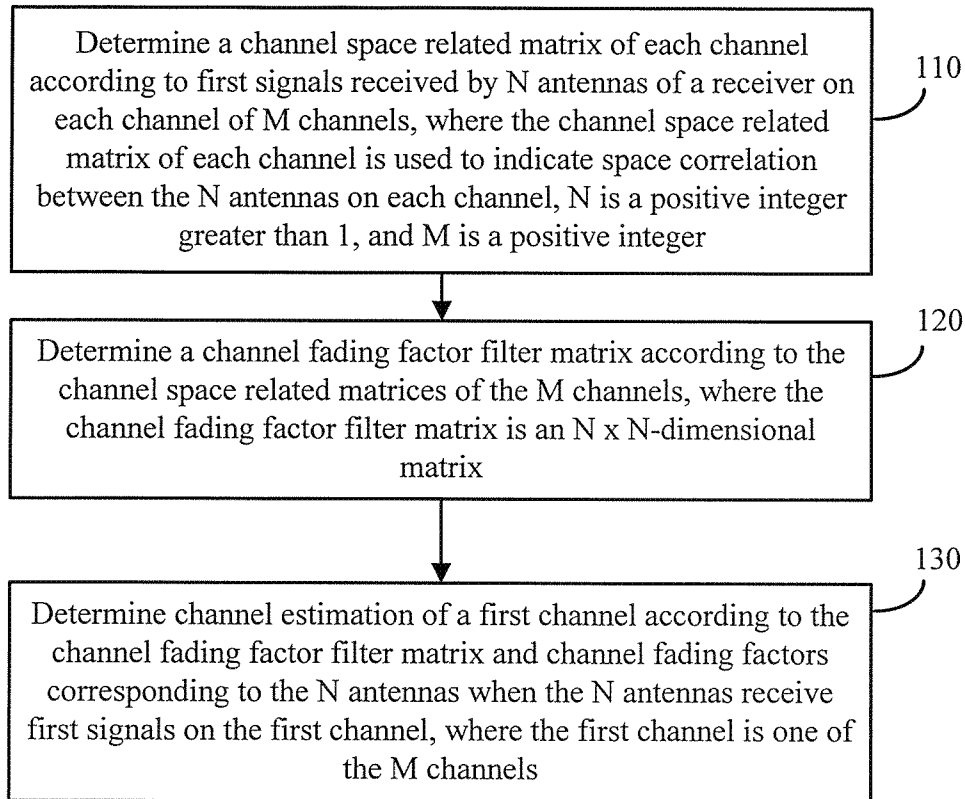 Determine a channel space related matrix of each channel
according to first signals received by N antennas of a receiver on
each channel of M channels, where the channel space related
matrix of each channel is used to indicate space correlation
between the N antennas on each channel, N is a positive integer
greater than 1, and M is a positive integer
110
Determine a channel fading factor filter matrix according to the
channel space related matrices of the M channels, where the
channel fading factor filter matrix is an N x N-dimensional
matrix
120
Determine channel estimation of a first channel according to the
channel fading factor filter matrix and channel fading factors
corresponding to the N antennas when the N antennas receive
first signals on the first channel, where the first channel is one of
the M channels
130